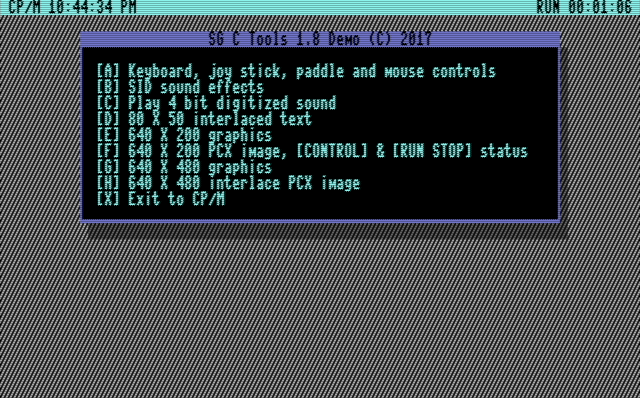 CP/M 10:44:34 PM RUN 00:01:06
SG C Tools 1.8 Demo (C) 2017
[A] Keyboard, joy stick, paddle and mouse controls
[B] SID sound effects
[C] Play 4 bit digitized sound
[D] 80 X 50 interlaced text
[E] 640 X 200 graphics
[F] 640 X 200 PCX image, [CONTROL] & [RUN STOP] status
[G] 640 X 480 graphics
[H] 640 X 480 interlace PCX image
[X] Exit to CP/M